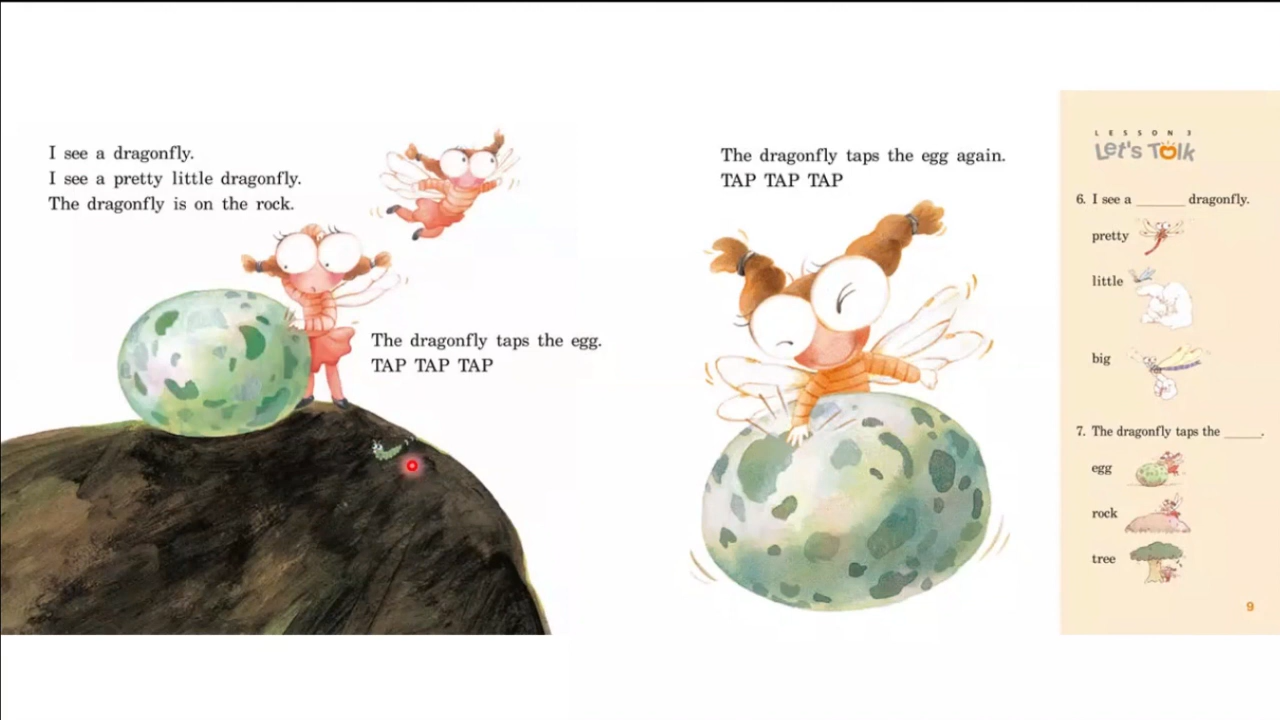 I see a dragonfly.
I see a pretty little dragonfly.
The dragonfly is on the rock.
The dragonfly taps the egg.
TAP TAP TAP
The dragonfly taps the egg again.
TAP TAP TAP
LESSON 3
Let's Talk
6. I see a ______ dragonfly.
pretty
little
big
7. The dragonfly taps the _____.
egg
rock
tree
9